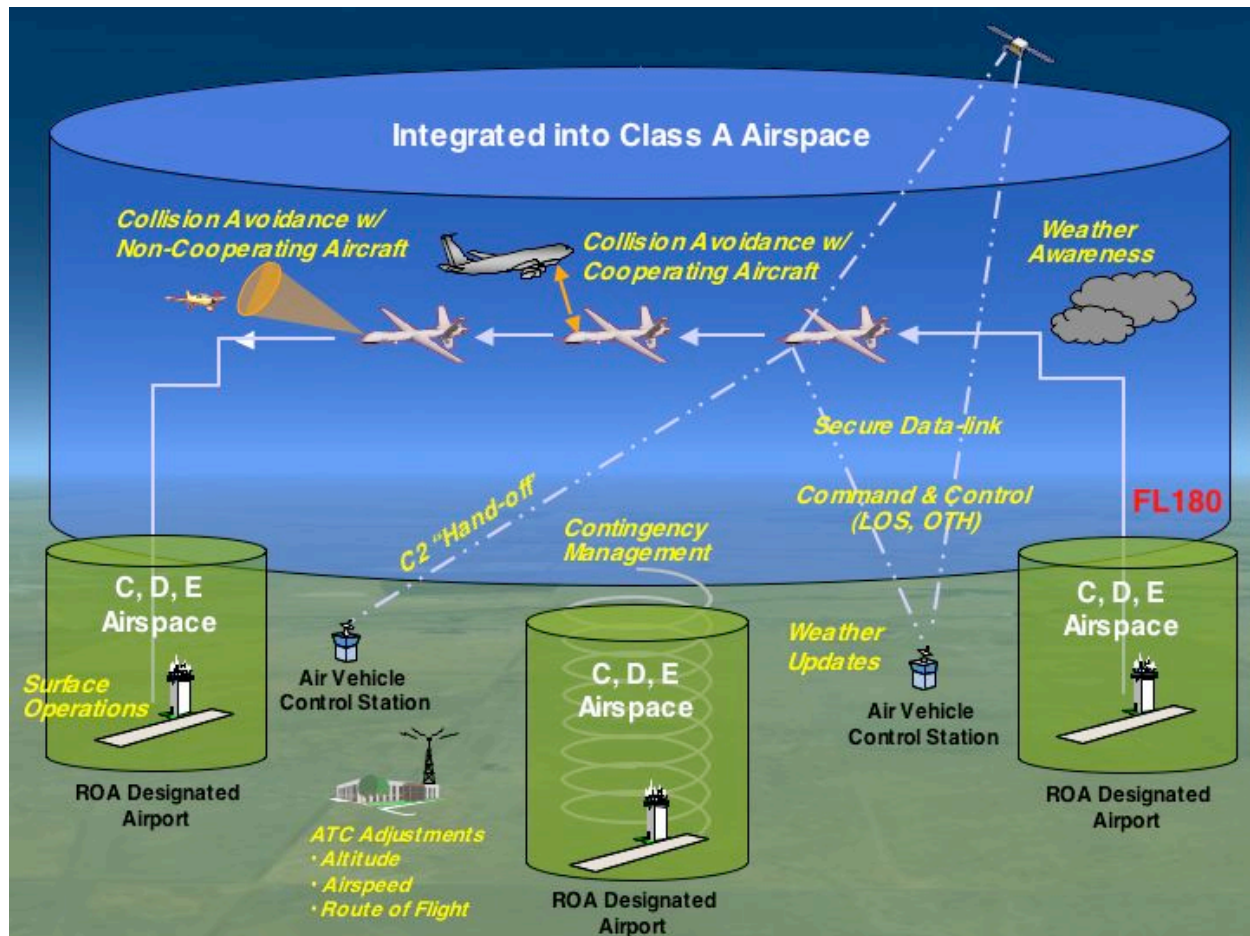 Integrated into Class A Airspace
Collision Avoidance w/
Non-Cooperating Aircraft
Collision Avoidance w/
Cooperating Aircraft
Weather
Awareness
Secure Data-link
Command & Control
(LOS, OTH)
FL180
C2 “Hand-off”
Contingency
Management
C, D, E
Airspace
Surface
Operations
ROA Designated
Airport
Air Vehicle
Control Station
ATC Adjustments
• Altitude
• Airspeed
• Route of Flight
C, D, E
Airspace
ROA Designated
Airport
Weather
Updates
Air Vehicle
Control Station
C, D, E
Airspace
ROA Designated
Airport